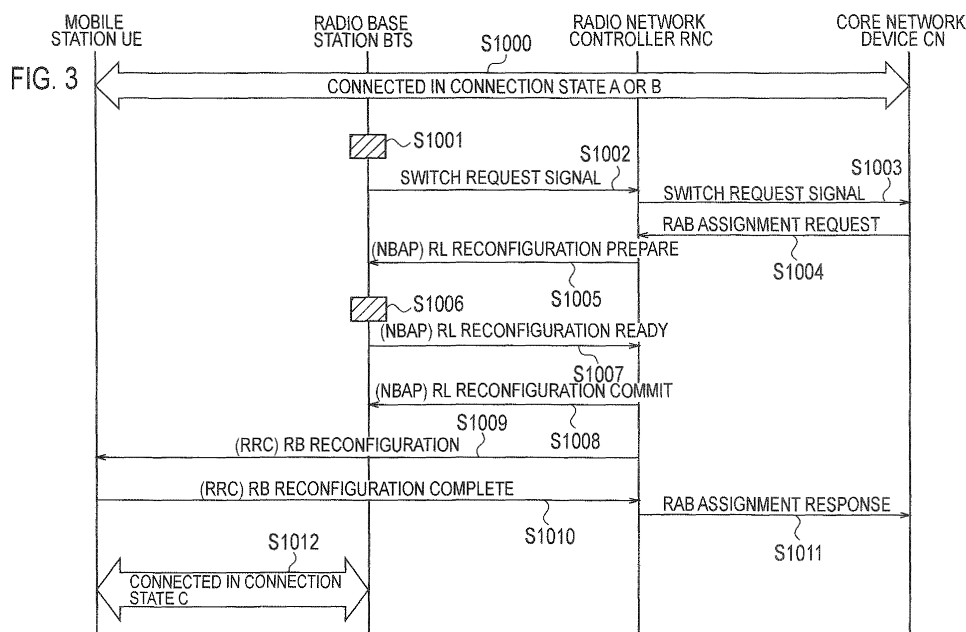 MOBILE
STATION UE
RADIO BASE
STATION BTS
RADIO NETWORK
CONTROLLER RNC
CORE NETWORK
DEVICE CN
FIG. 3
S1000
CONNECTED IN CONNECTION STATE A OR B
S1001
S1002
SWITCH REQUEST SIGNAL
S1003
SWITCH REQUEST SIGNAL
RAB ASSIGNMENT REQUEST
S1004
(NBAP) RL RECONFIGURATION PREPARE
S1005
S1006
(NBAP) RL RECONFIGURATION READY
S1007
(NBAP) RL RECONFIGURATION COMMIT
S1008
S1009
(RRC) RB RECONFIGURATION
(RRC) RB RECONFIGURATION COMPLETE
S1010
RAB ASSIGNMENT RESPONSE
S1011
S1012
CONNECTED IN CONNECTION
STATE C